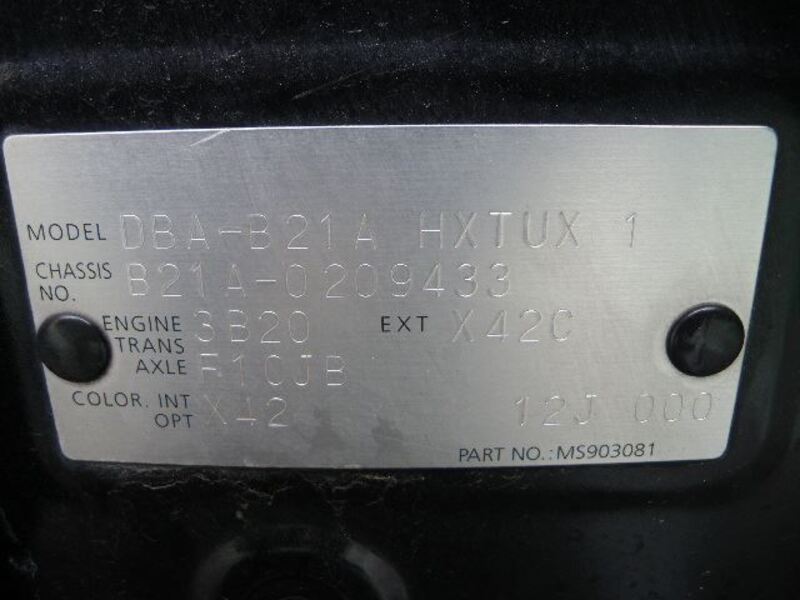 MODEL DBA-B21A HXTUX 1
CHASSIS NO. B21A-0209433
ENGINE 3B20 EXT X42C
TRANS AXLE F1CJB
COLOR. INT OPT X42 12J 000
PART NO.:MS903081